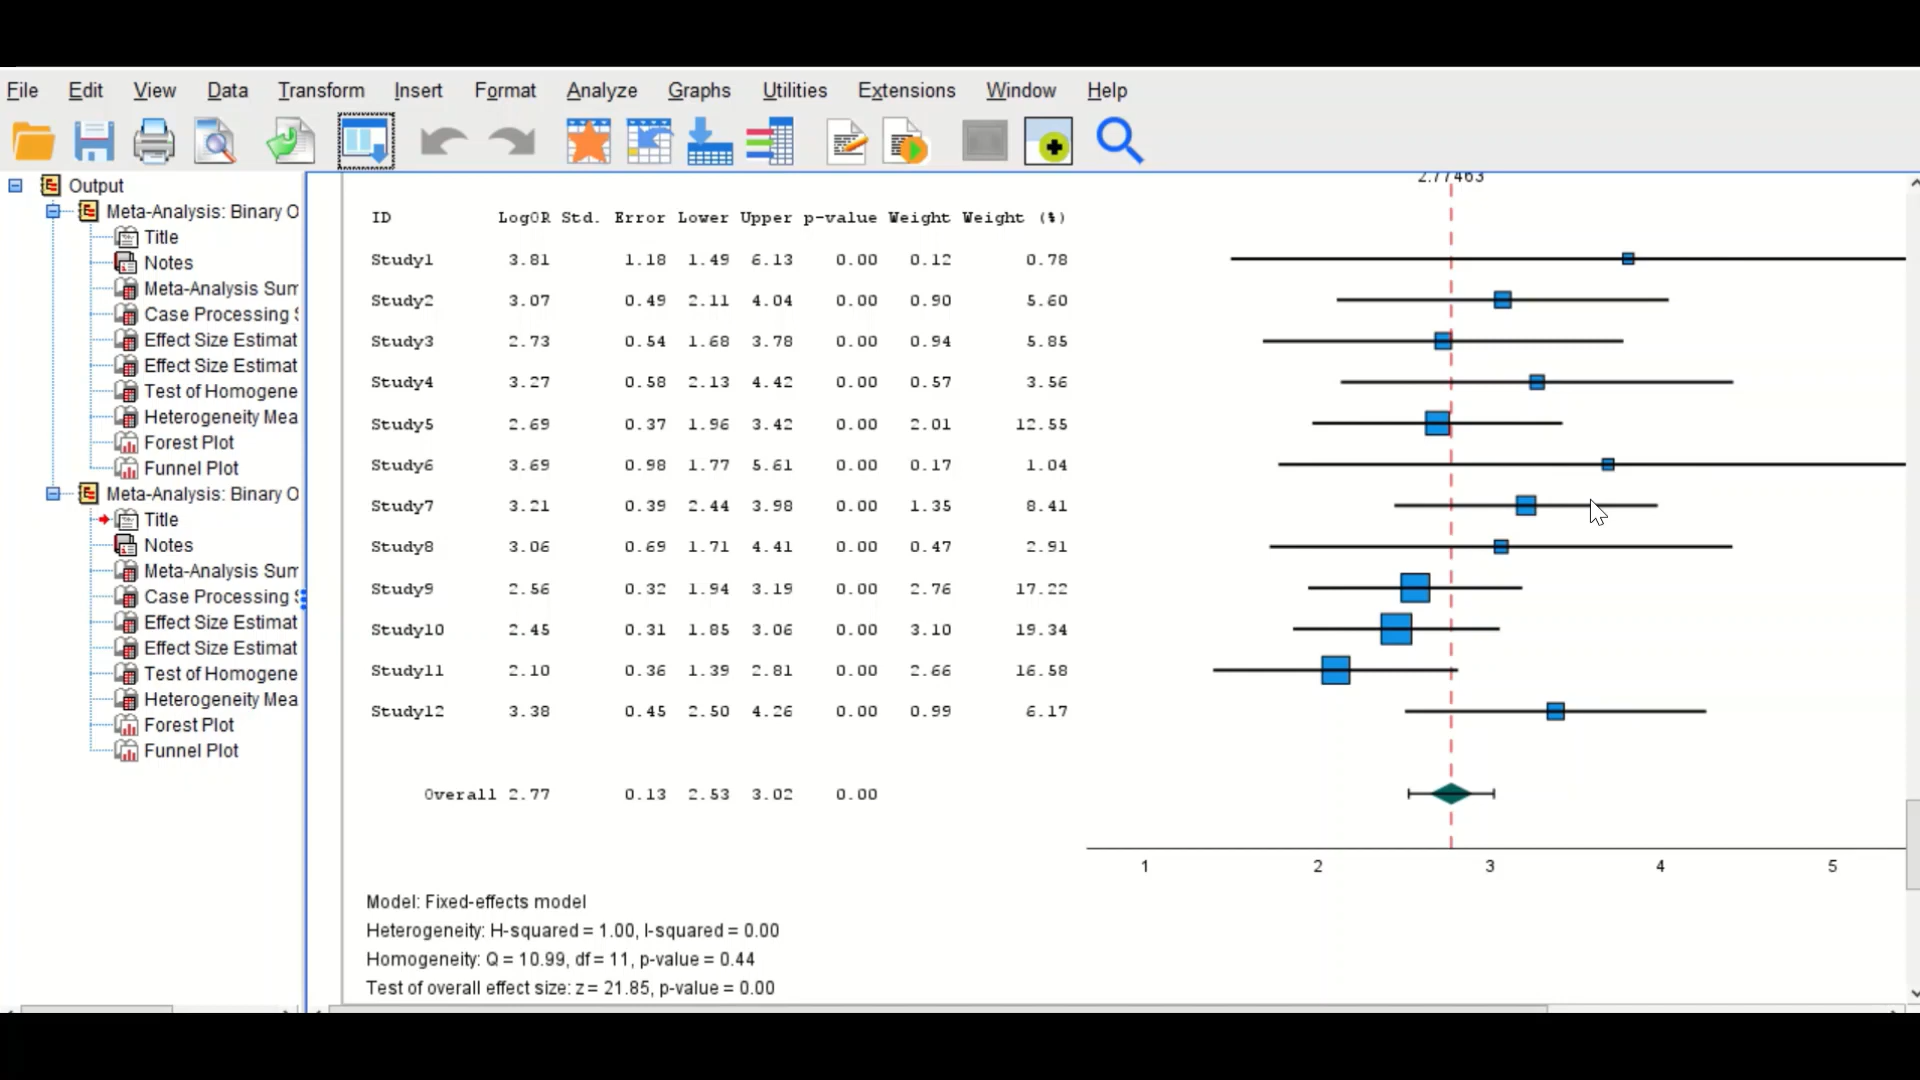 File Edit View Data Transform Insert Format Analyze Graphs Utilities Extensions Window Help
Output
Meta-Analysis: Binary O
Title
Notes
Meta-Analysis Sum
Case Processing S
Effect Size Estimat
Effect Size Estimat
Test of Homogene
Heterogeneity Mea
Forest Plot
Funnel Plot
Meta-Analysis: Binary O
Title
Notes
Meta-Analysis Sum
Case Processing S
Effect Size Estimat
Effect Size Estimat
Test of Homogene
Heterogeneity Mea
Forest Plot
Funnel Plot
2.77463
ID LogOR Std. Error Lower Upper p-value Weight Weight (%)
Study1 3.81 1.18 1.49 6.13 0.00 0.12 0.78
Study2 3.07 0.49 2.11 4.04 0.00 0.90 5.60
Study3 2.73 0.54 1.68 3.78 0.00 0.94 5.85
Study4 3.27 0.58 2.13 4.42 0.00 0.57 3.56
Study5 2.69 0.37 1.96 3.42 0.00 2.01 12.55
Study6 3.69 0.98 1.77 5.61 0.00 0.17 1.04
Study7 3.21 0.39 2.44 3.98 0.00 1.35 8.41
Study8 3.06 0.69 1.71 4.41 0.00 0.47 2.91
Study9 2.56 0.32 1.94 3.19 0.00 2.76 17.22
Study10 2.45 0.31 1.85 3.06 0.00 3.10 19.34
Study11 2.10 0.36 1.39 2.81 0.00 2.66 16.58
Study12 3.38 0.45 2.50 4.26 0.00 0.99 6.17
Overall 2.77 0.13 2.53 3.02 0.00
1 2 3 4 5
Model: Fixed-effects model
Heterogeneity: H-squared = 1.00, I-squared = 0.00
Homogeneity: Q = 10.99, df = 11, p-value = 0.44
Test of overall effect size: z = 21.85, p-value = 0.00